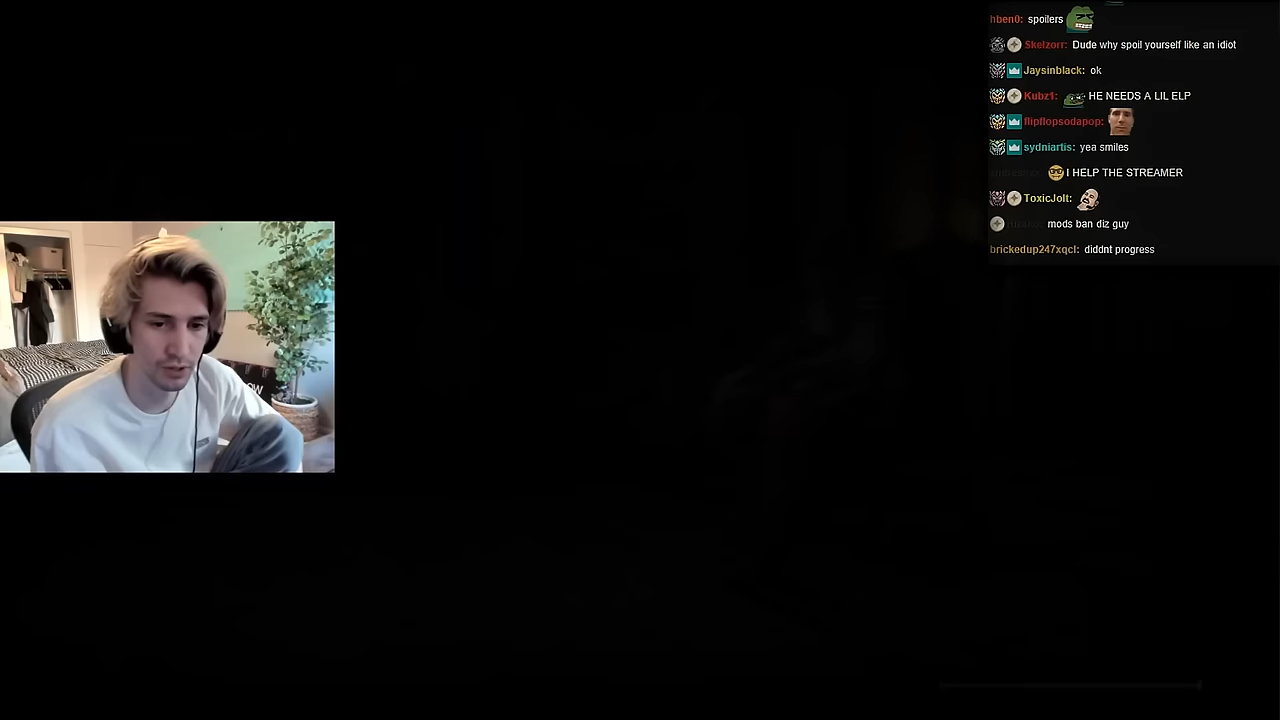 hben0: spoilers
Skelzorr: Dude why spoil yourself like an idiot
Jaysinblack: ok
Kubz1: HE NEEDS A LIL ELP
flipflopsodapop:
sydniartis: yea smiles
I HELP THE STREAMER
ToxicJolt:
mods ban diz guy
brickedup247xqcl: diddnt progress
OW